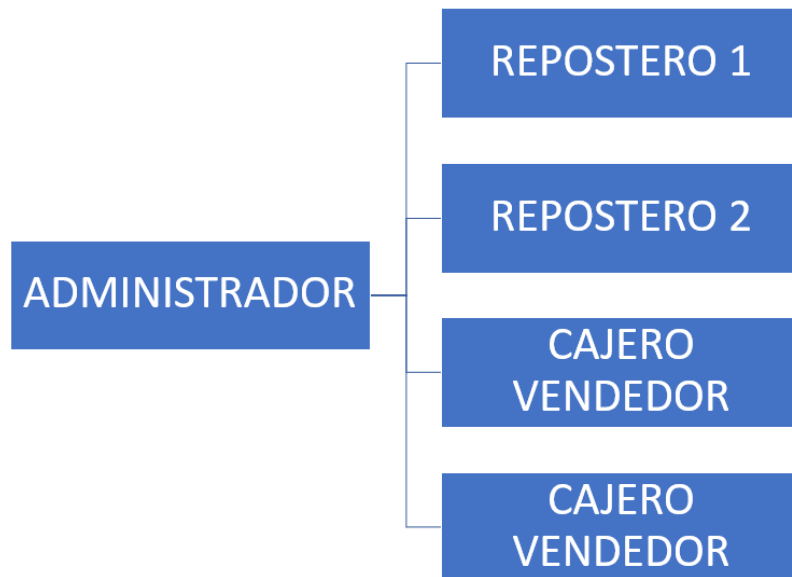 REPOSTERO 1
REPOSTERO 2
ADMINISTRADOR
CAJERO
VENDEDOR
CAJERO
VENDEDOR